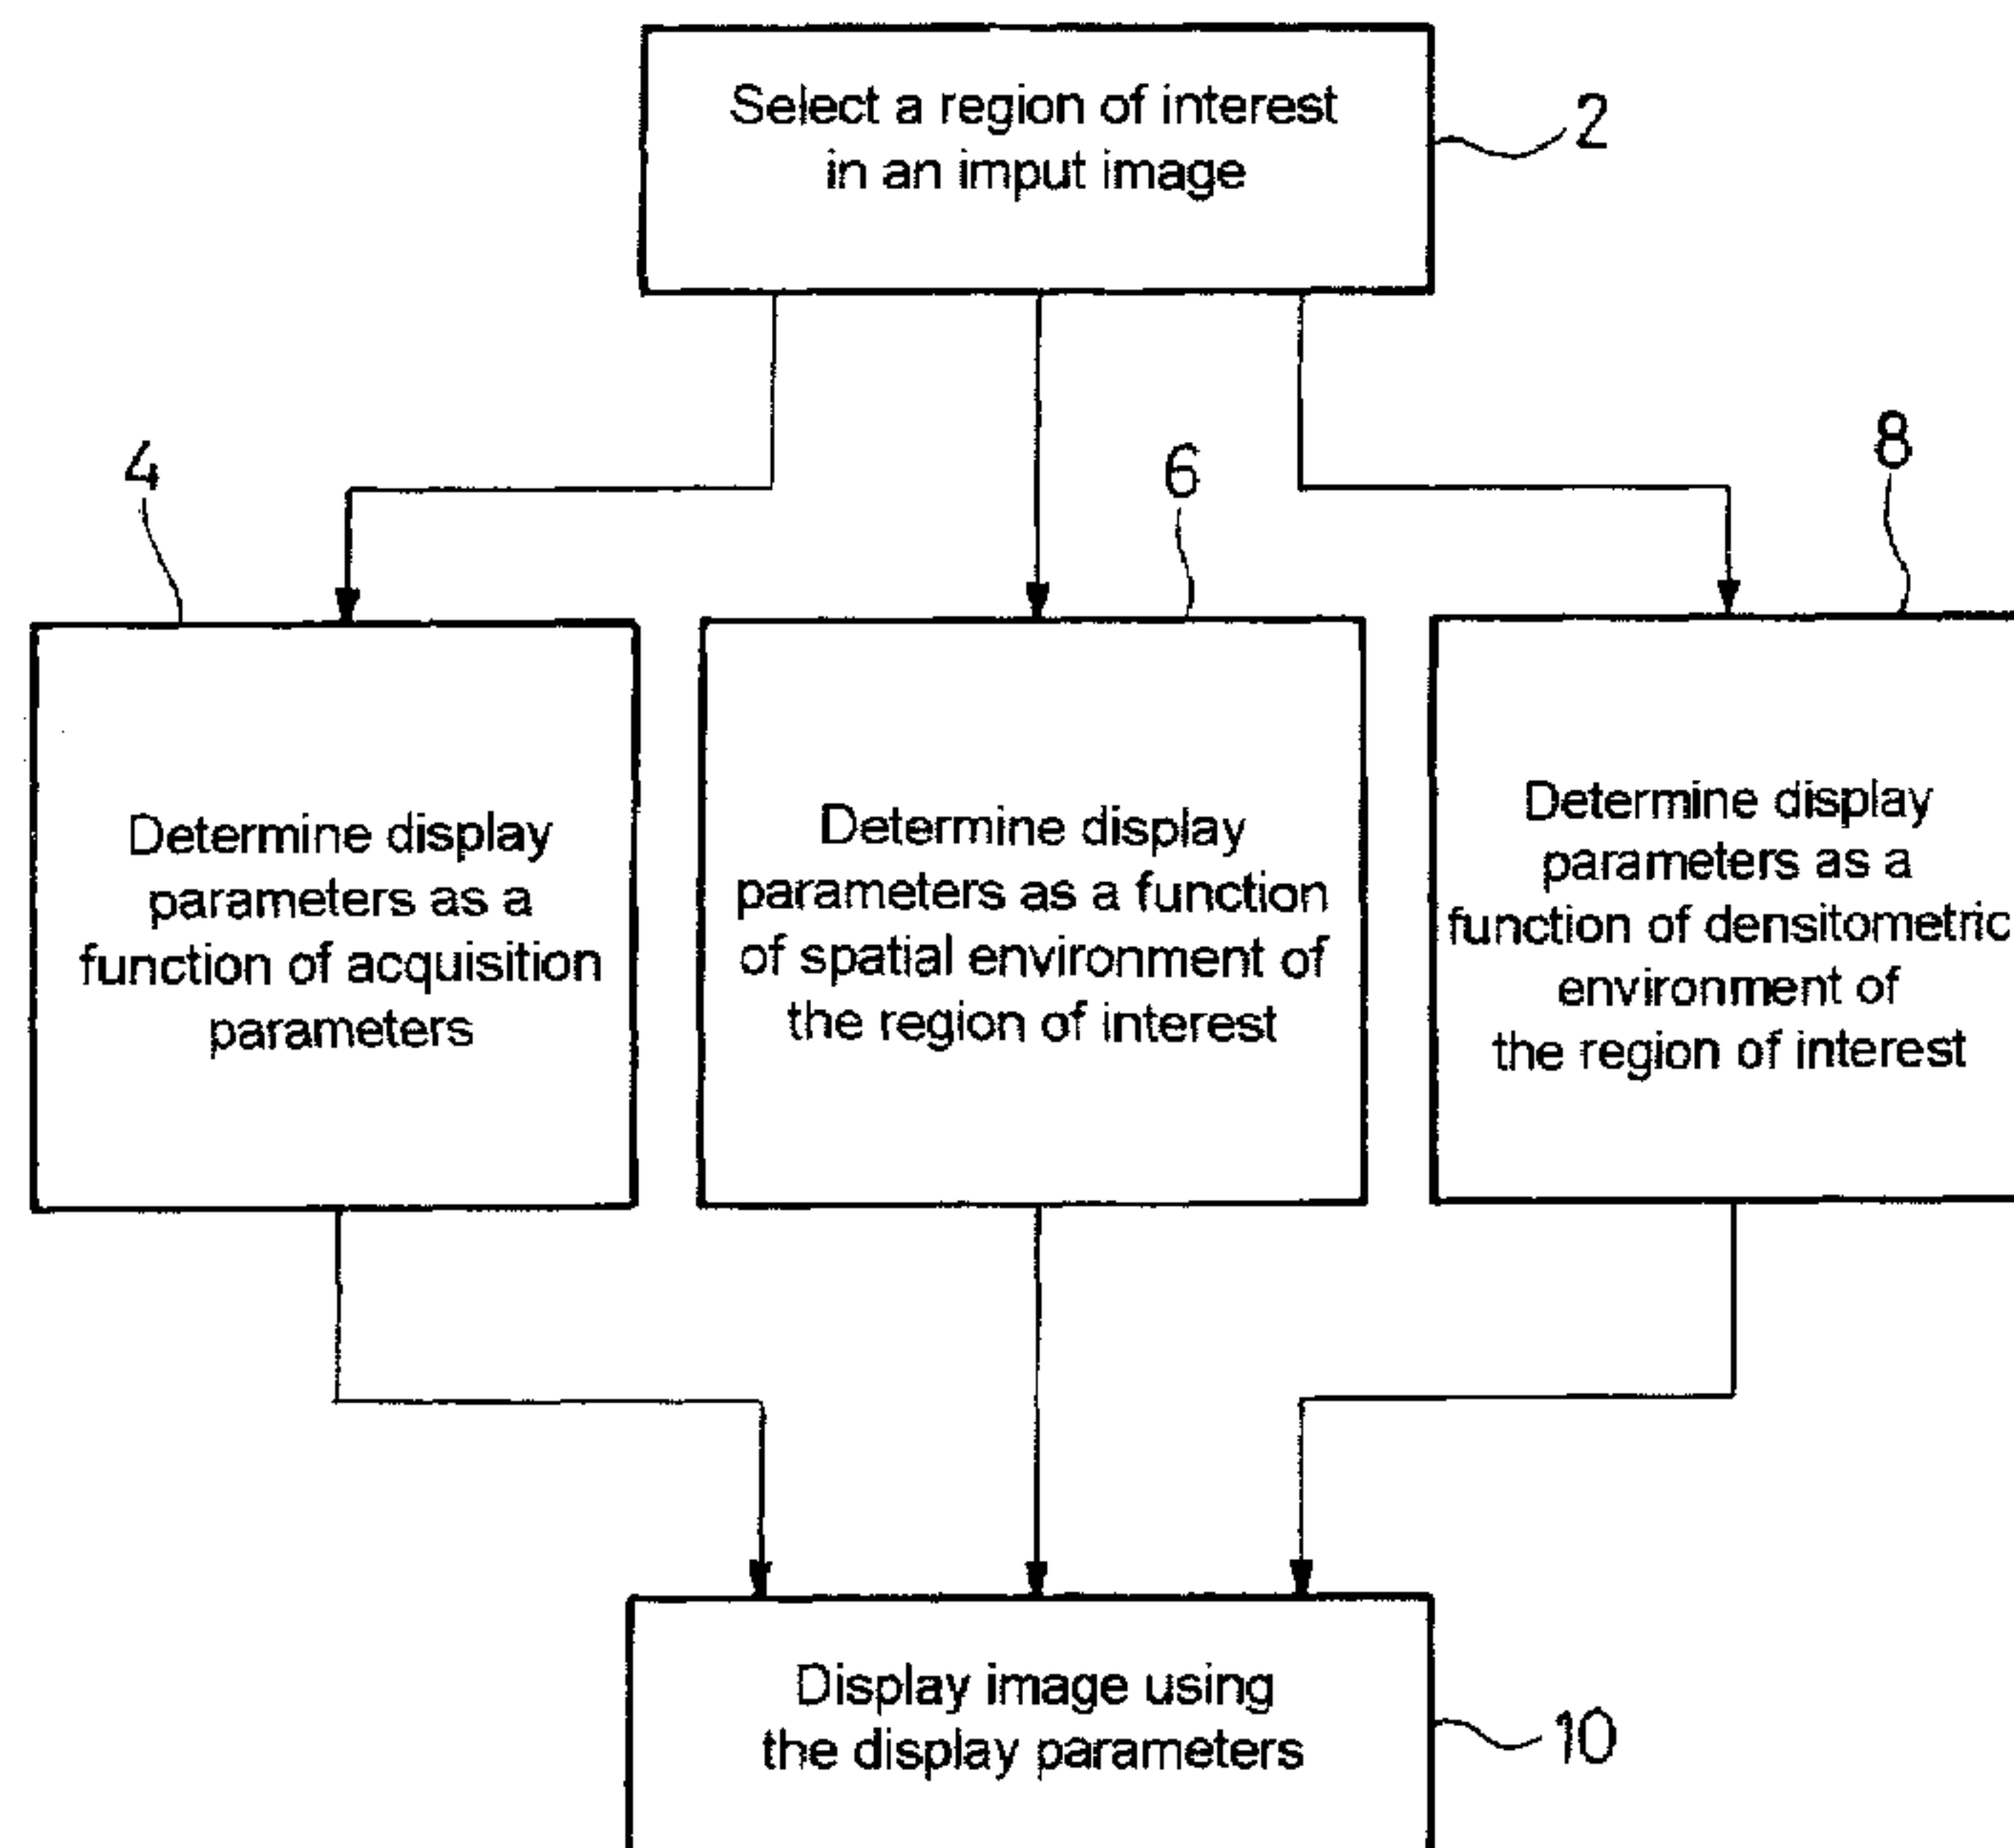 Select a region of interest
in an imput image
2
4
6
8
Determine display
parameters as a
function of acquisition
parameters
Determine display
parameters as a function
of spatial environment of
the region of interest
Determine display
parameters as a
function of densitometric
environment of
the region of interest
Display image using
the display parameters
10